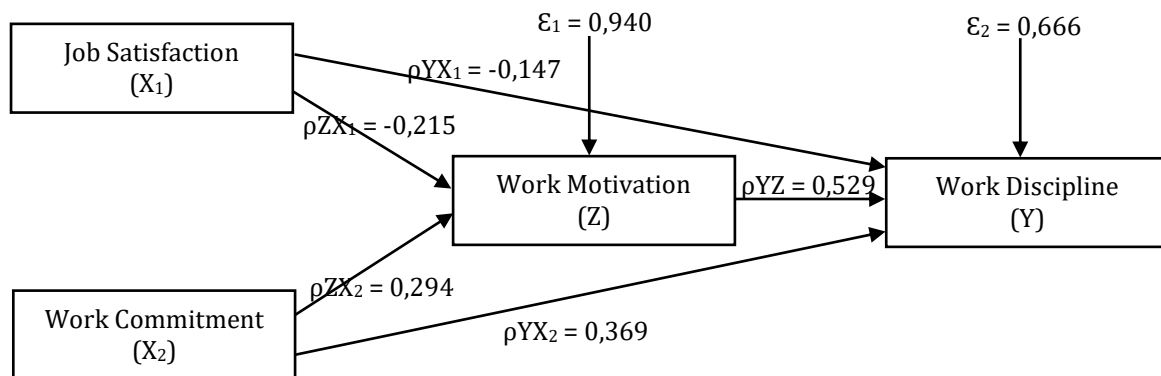 Ɛ₁ = 0,940
Ɛ₂ = 0,666
Job Satisfaction
(X₁)
ρYX₁ = -0,147
ρZX₁ = -0,215
Work Motivation
(Z)
ρYZ = 0,529
Work Discipline
(Y)
ρZX₂ = 0,294
Work Commitment
(X₂)
ρYX₂ = 0,369